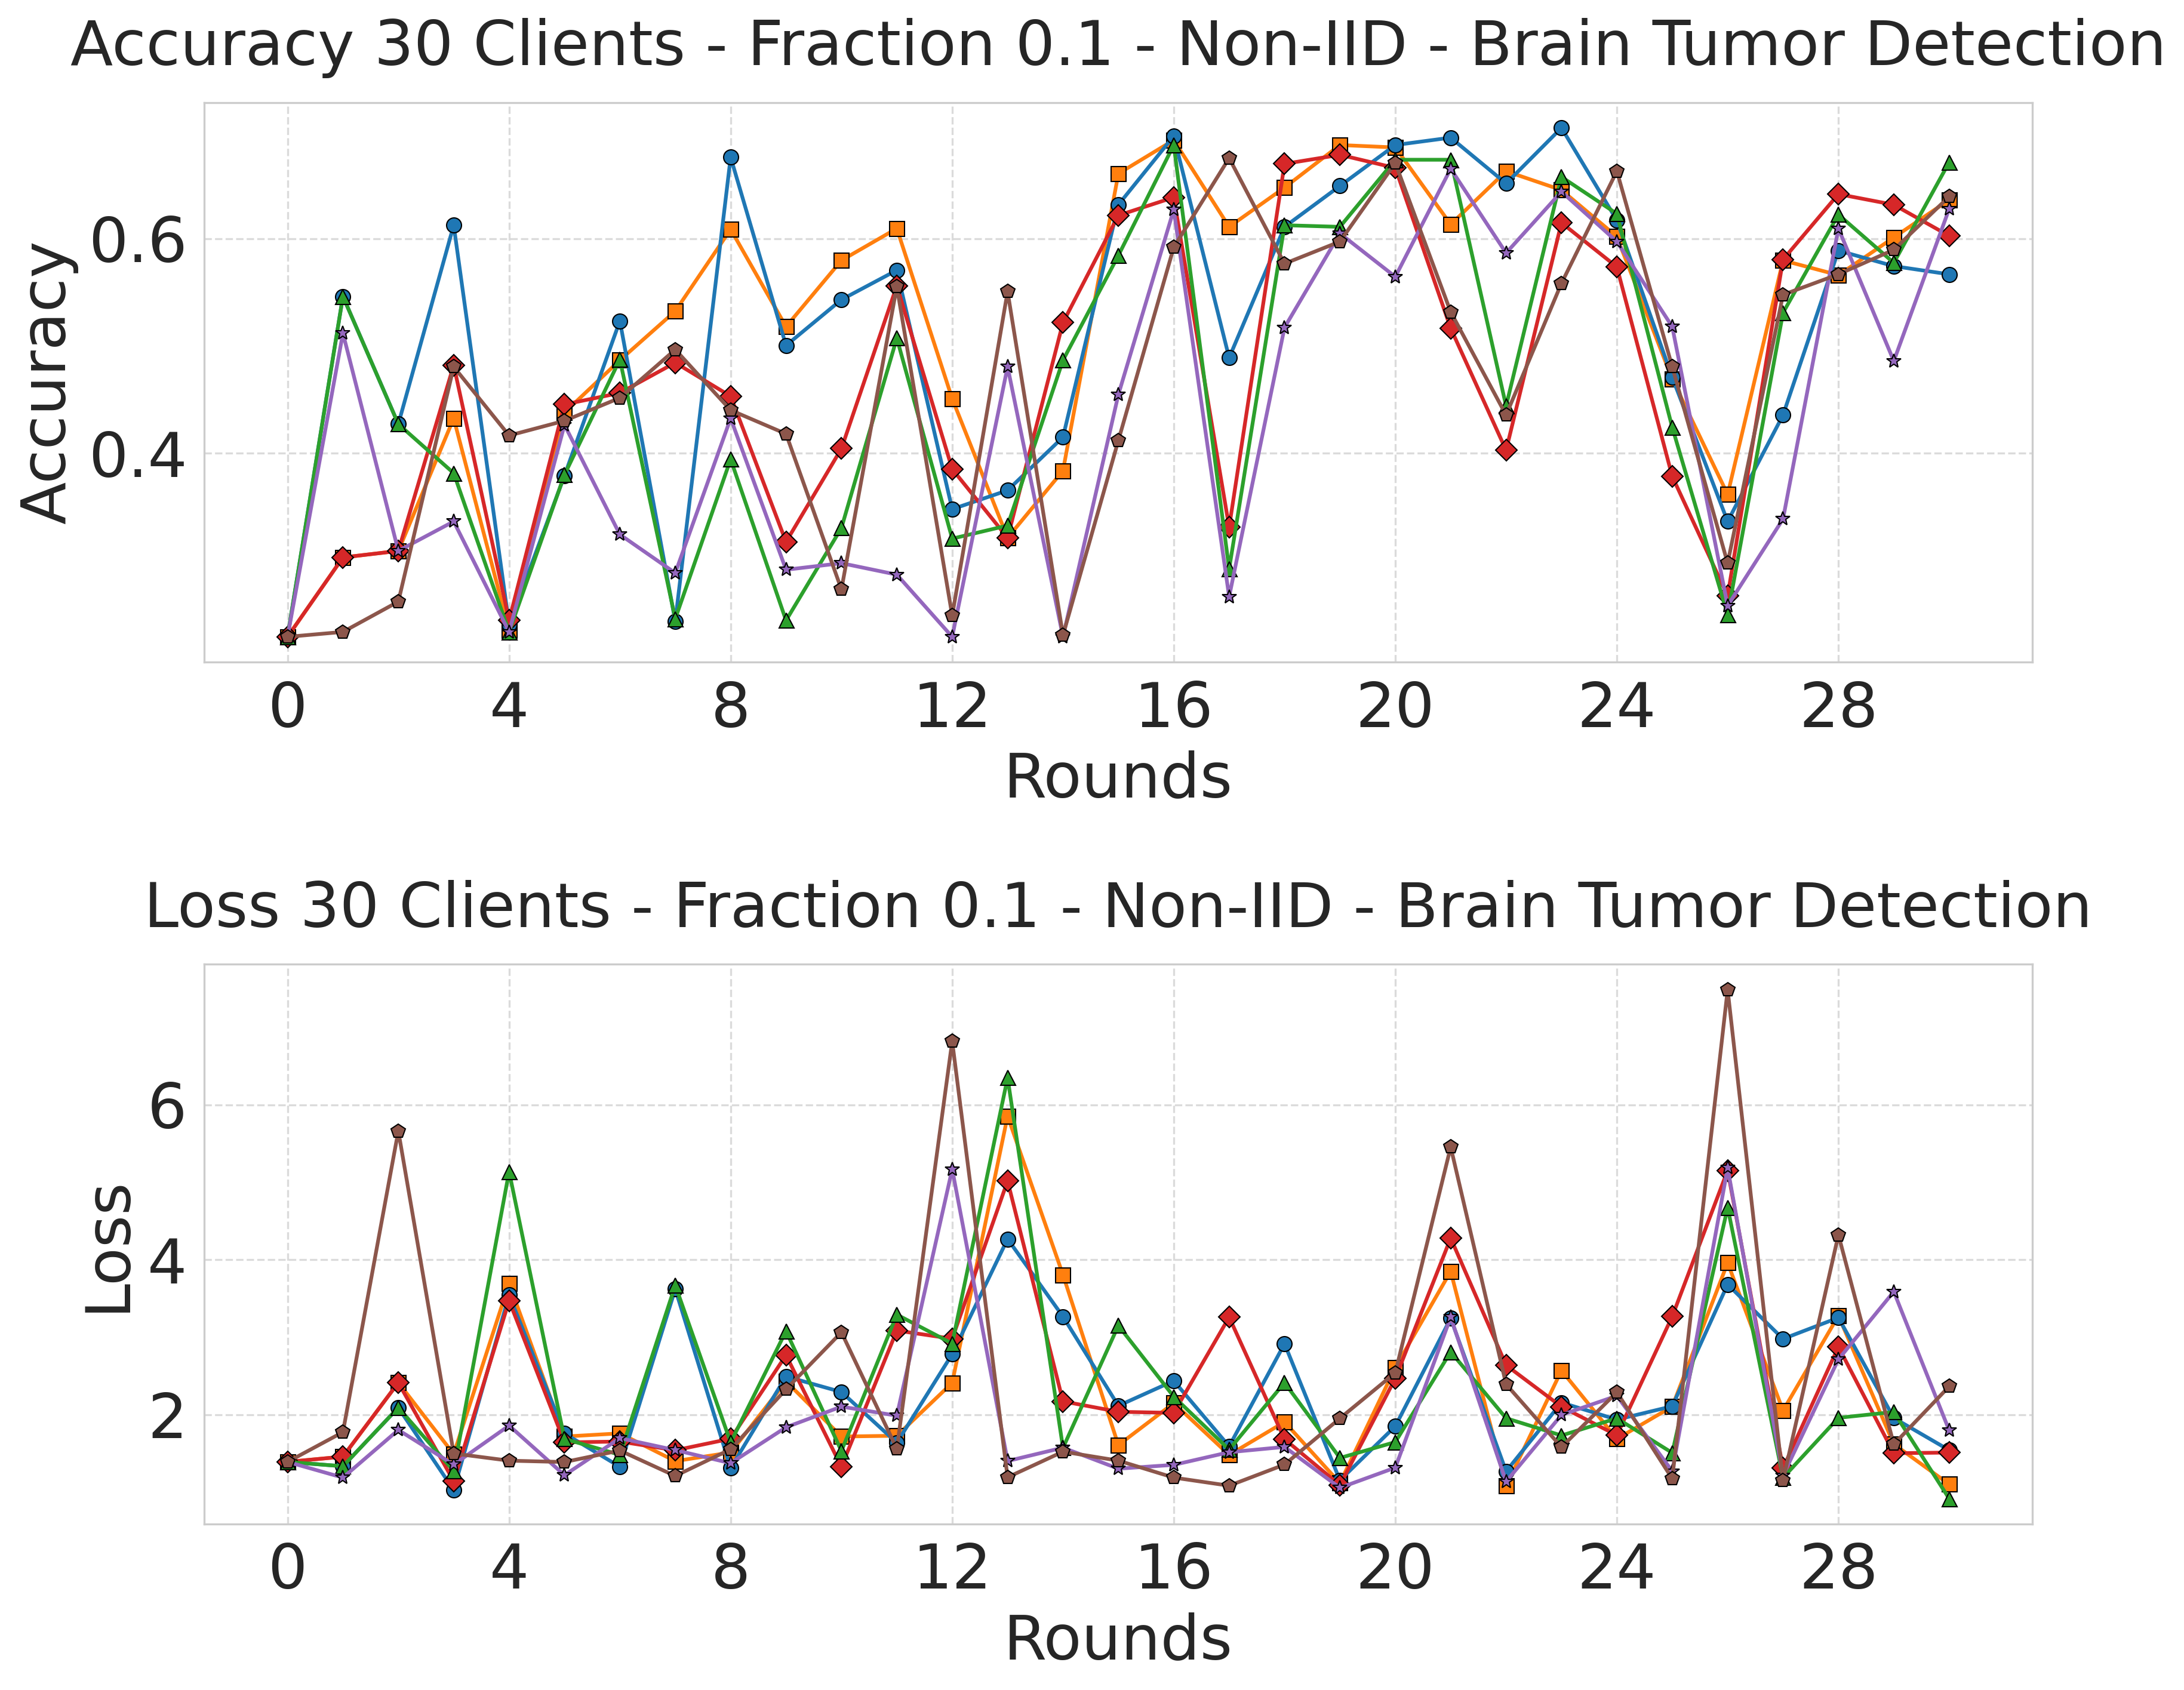 Accuracy 30 Clients - Fraction 0.1 - Non-IID - Brain Tumor Detection
Accuracy
0.6
0.4
0 4 8 12 16 20 24 28
Rounds
Loss 30 Clients - Fraction 0.1 - Non-IID - Brain Tumor Detection
Loss
6
4
2
0 4 8 12 16 20 24 28
Rounds